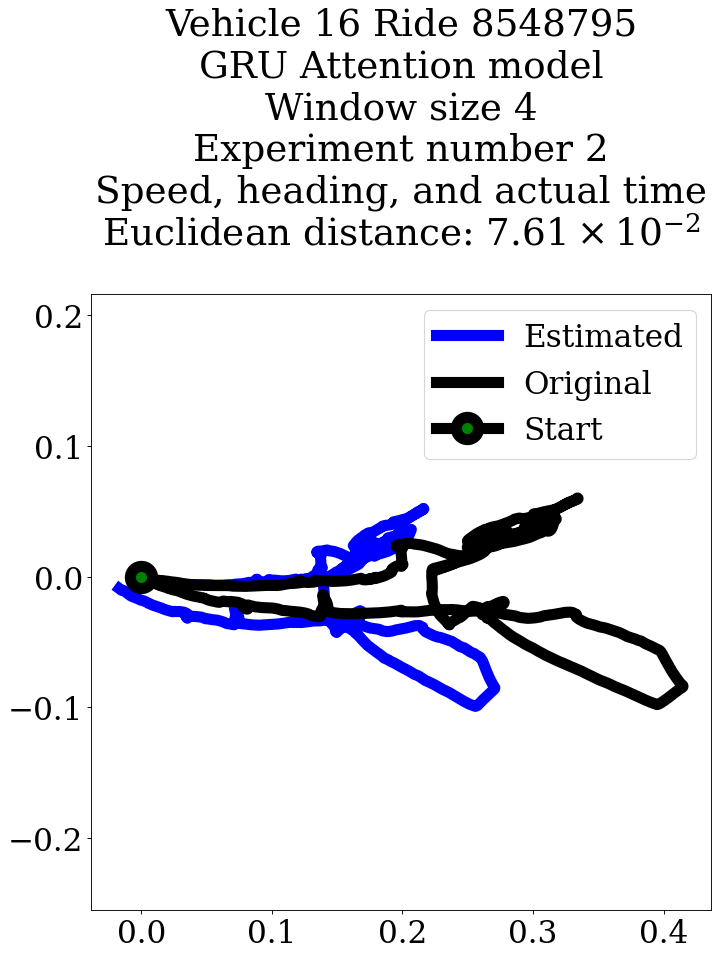 Vehicle 16 Ride 8548795
GRU Attention model
Window size 4
Experiment number 2
Speed, heading, and actual time
Euclidean distance: 7.61 × 10⁻²
Estimated
Original
Start
0.2
0.1
0.0
−0.1
−0.2
0.0 0.1 0.2 0.3 0.4